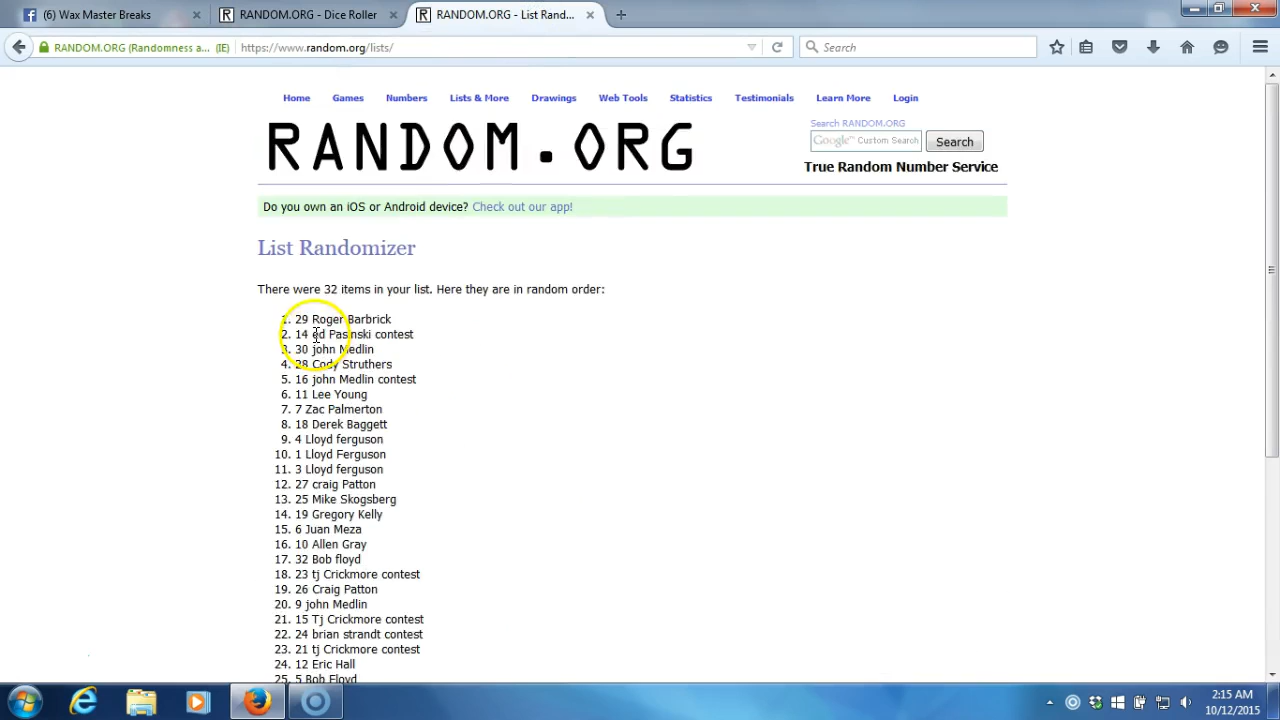 (6) Wax Master Breaks
RANDOM.ORG - Dice Roller
RANDOM.ORG - List Rand...
RANDOM.ORG (Randomness a... (IE)
https://www.random.org/lists/
Search
Home Games Numbers Lists & More Drawings Web Tools Statistics Testimonials Learn More Login
RANDOM.ORG
Search RANDOM.ORG
Google™ Custom Search
Search
True Random Number Service
Do you own an iOS or Android device? Check out our app!
List Randomizer
There were 32 items in your list. Here they are in random order:
1. 29 Roger Barbrick
2. 14 ed Pasinski contest
3. 30 john Medlin
4. 28 Cody Struthers
5. 16 john Medlin contest
6. 11 Lee Young
7. 7 Zac Palmerton
8. 18 Derek Baggett
9. 4 Lloyd ferguson
10. 1 Lloyd Ferguson
11. 3 Lloyd ferguson
12. 27 craig Patton
13. 25 Mike Skogsberg
14. 19 Gregory Kelly
15. 6 Juan Meza
16. 10 Allen Gray
17. 32 Bob floyd
18. 23 tj Crickmore contest
19. 26 Craig Patton
20. 9 john Medlin
21. 15 Tj Crickmore contest
22. 24 brian strandt contest
23. 21 tj Crickmore contest
24. 12 Eric Hall
25. 5 Bob Floyd
2:15 AM
10/12/2015